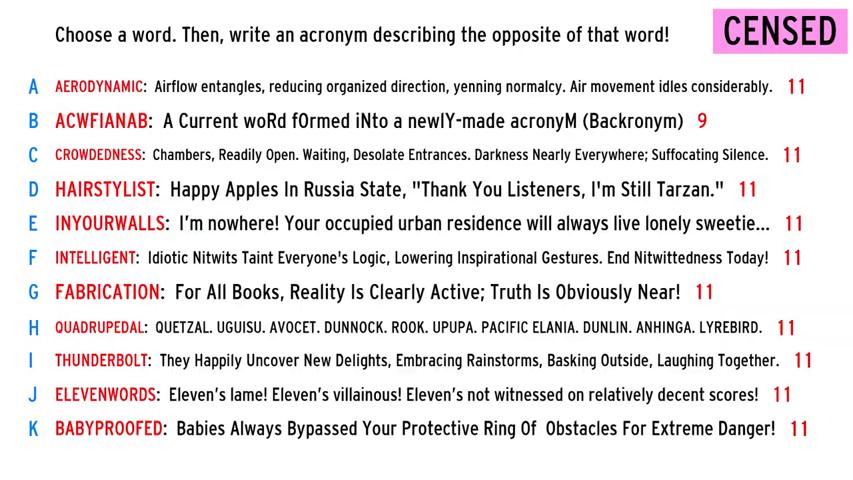 Choose a word. Then, write an acronym describing the opposite of that word!
CENSED
A AERODYNAMIC: Airflow entangles, reducing organized direction, yenning normalcy. Air movement idles considerably. 11
B ACWFIANAB: A Current woRd fOrmed iNto a newlY-made acronyM (Backronym) 9
C CROWDEDNESS: Chambers, Readily Open. Waiting, Desolate Entrances. Darkness Nearly Everywhere; Suffocating Silence. 11
D HAIRSTYLIST: Happy Apples In Russia State, "Thank You Listeners, I'm Still Tarzan." 11
E INYOURWALLS: I'm nowhere! Your occupied urban residence will always live lonely sweetie... 11
F INTELLIGENT: Idiotic Nitwits Taint Everyone's Logic, Lowering Inspirational Gestures. End Nitwittedness Today! 11
G FABRICATION: For All Books, Reality Is Clearly Active; Truth Is Obviously Near! 11
H QUADRUPEDAL: QUETZAL. UGUISU. AVOCET. DUNNOCK. ROOK. UPUPA. PACIFIC ELANIA. DUNLIN. ANHINGA. LYREBIRD. 11
I THUNDERBOLT: They Happily Uncover New Delights, Embracing Rainstorms, Basking Outside, Laughing Together. 11
J ELEVENWORDS: Eleven's lame! Eleven's villainous! Eleven's not witnessed on relatively decent scores! 11
K BABYPROOFED: Babies Always Bypassed Your Protective Ring Of Obstacles For Extreme Danger! 11